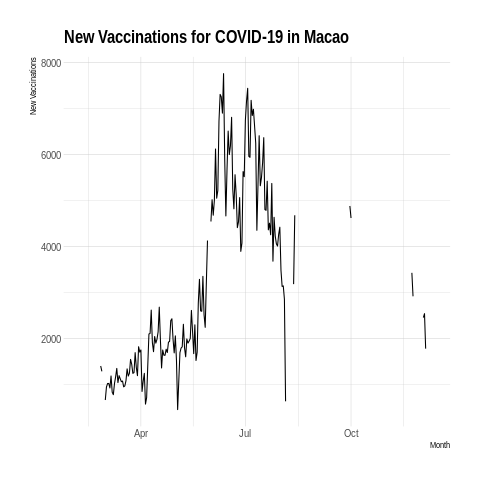 New Vaccinations for COVID-19 in Macao
New Vaccinations
8000
6000
4000
2000
Apr
Jul
Oct
Month